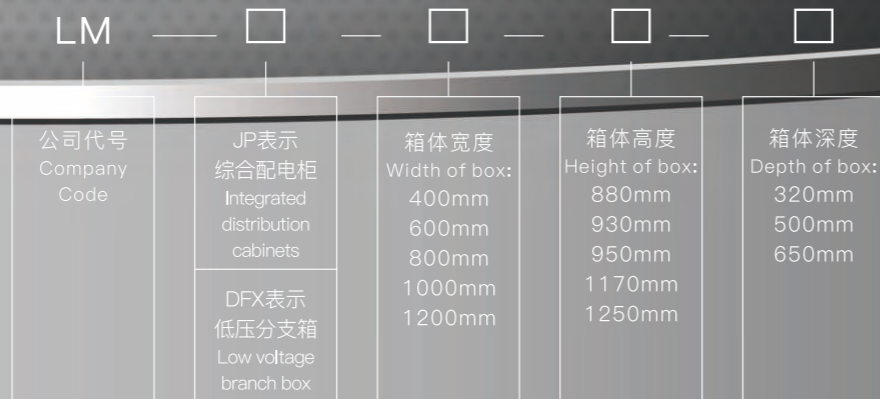 LM
公司代号
Company
Code
JP表示
综合配电柜
Integrated
distribution
cabinets
DFX表示
低压分支箱
Low voltage
branch box
箱体宽度
Width of box:
400mm
600mm
800mm
1000mm
1200mm
箱体高度
Height of box:
880mm
930mm
950mm
1170mm
1250mm
箱体深度
Depth of box:
320mm
500mm
650mm